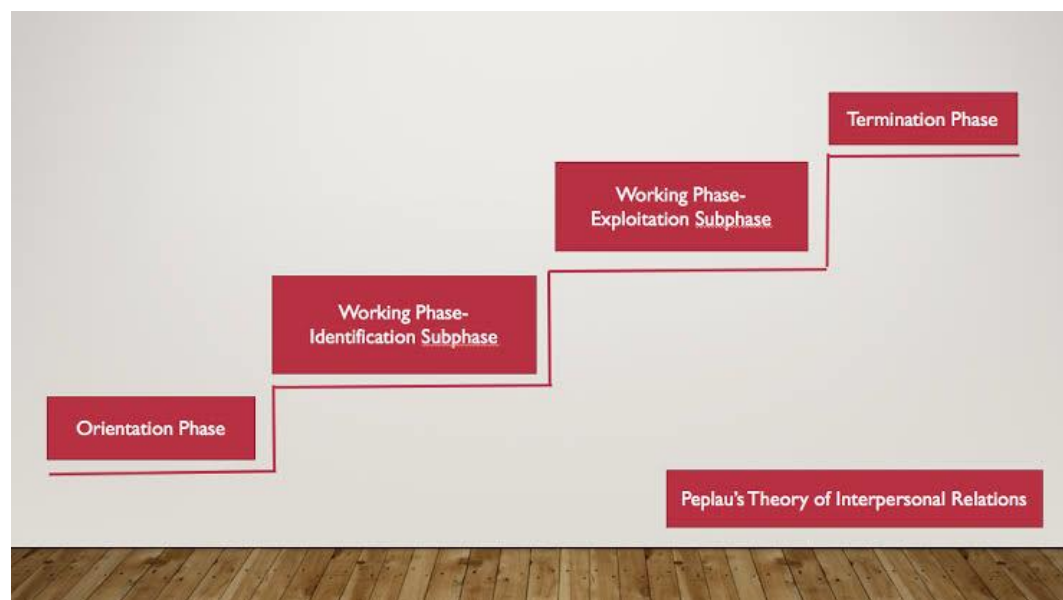 Termination Phase
Working Phase-
Exploitation Subphase
Working Phase-
Identification Subphase
Orientation Phase
Peplau's Theory of Interpersonal Relations